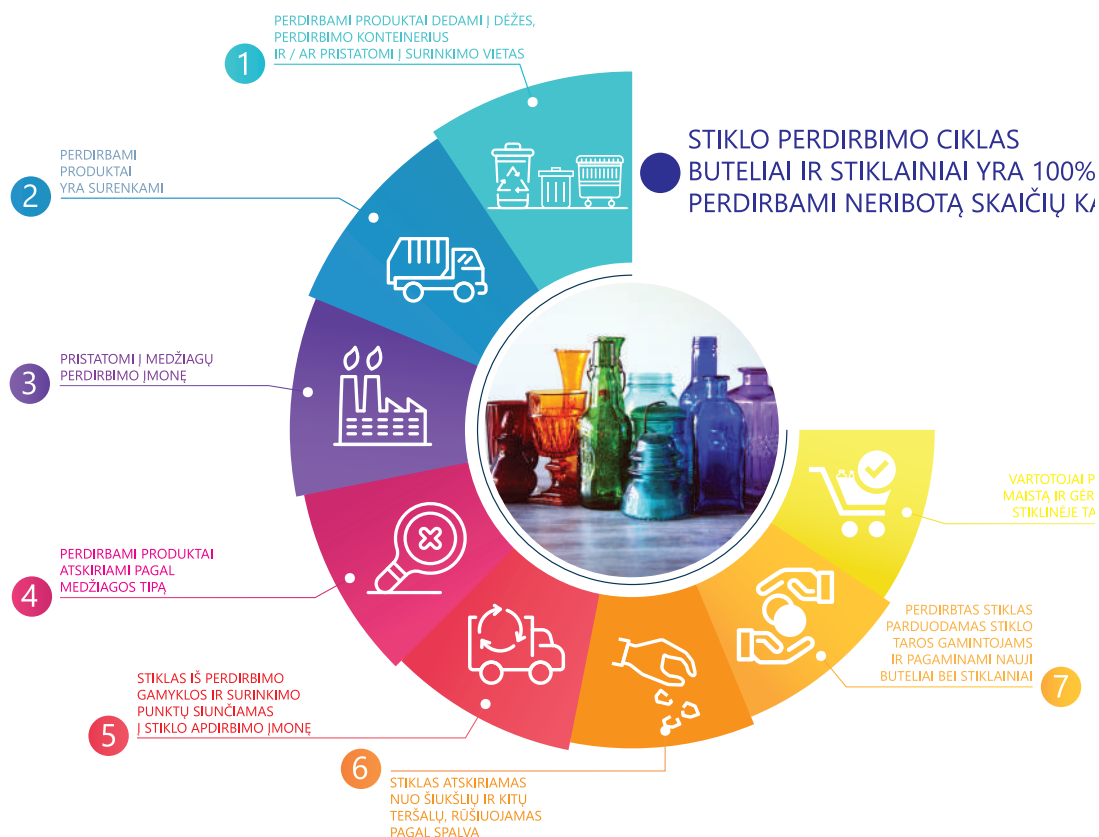 1
PERDIRBAMI PRODUKTAI DEDAMI Į DĖŽES,
PERDIRBIMO KONTEINERIUS
IR / AR PRISTATOMI Į SURINKIMO VIETAS
STIKLO PERDIRBIMO CIKLAS
BUTELIAI IR STIKLAINIAI YRA 100%
PERDIRBAMI NERIBOTĄ SKAIČIŲ
2
PERDIRBAMI
PRODUKTAI
YRA SURENKAMI
3
PRISTATOMI Į MEDŽIAGŲ
PERDIRBIMO ĮMONĘ
4
PERDIRBAMI PRODUKTAI
ATSKIRIAMI PAGAL
MEDŽIAGOS TIPĄ
5
STIKLAS IŠ PERDIRBIMO
GAMYKLOS IR SURINKIMO
PUNKTŲ SIUNČIAMAS
Į STIKLO APDIRBIMO ĮMONĘ
6
STIKLAS ATSKIRIAMAS
NUO ŠIUKŠLIŲ IR KITŲ
TERŠALŲ, RŪŠIUOJAMAS
PAGAL SPALVA
7
PERDIRBTAS STIKLAS
PARDUODAMAS STIKLO
TAROS GAMINTOJAMS
IR PAGAMINAMI NAUJI
BUTELIAI BEI STIKLAINIAI
VARTOTOJAI
MAISTĄ IR
STIKLINĖJE